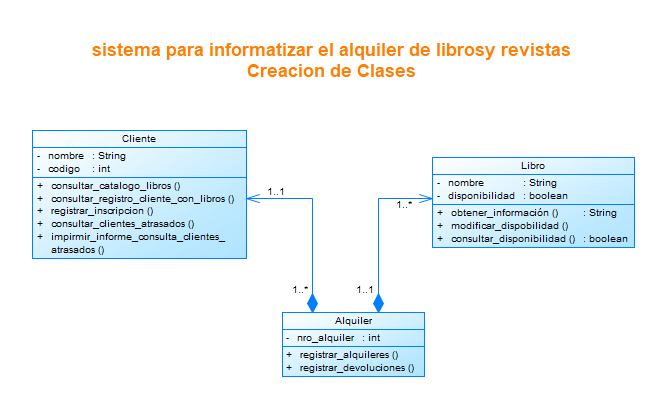 sistema para informatizar el alquiler de librosy revistas
Creacion de Clases
Cliente
- nombre : String
- codigo : int
+ consultar_catalogo_libros ()
+ consultar_registro_cliente_con_libros ()
+ registrar_inscripcion ()
+ consultar_clientes_atrasados ()
+ impirmir_informe_consulta_clientes_
atrasados ()
1..1
Libro
- nombre : String
- disponibilidad : boolean
+ obtener_información () : String
+ modificar_dispobilidad ()
+ consultar_disponibilidad () : boolean
1..*
1..*
1..1
Alquiler
- nro_alquiler : int
+ registrar_alquileres ()
+ registrar_devoluciones ()